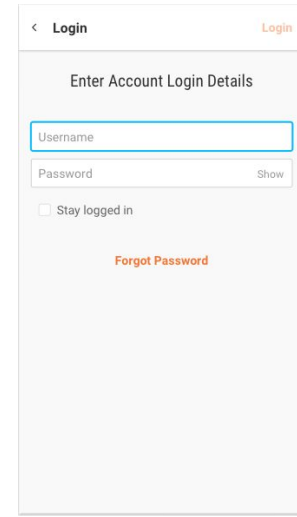 Login Login
Enter Account Login Details
Username
Password Show
Stay logged in
Forgot Password